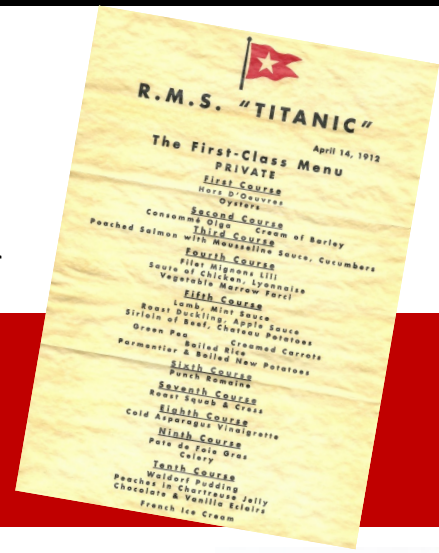 R.M.S. "TITANIC"
April 14, 1912
The First-Class Menu
PRIVATE
First Course
Hors D'Oeuvres
Oysters
Second Course
Consommé Olga Cream of Barley
Third Course
Poached Salmon with Mousseline Sauce, Cucumbers
Fourth Course
Filet Mignons Lili
Saute of Chicken, Lyonnaise
Vegetable Marrow Farci
Fifth Course
Lamb, Mint Sauce
Roast Duckling, Apple Sauce
Sirloin of Beef, Chateau Potatoes
Green Pea Creamed Carrots
Boiled Rice
Parmentier & Boiled New Potatoes
Sixth Course
Punch Romaine
Seventh Course
Roast Squab & Cress
Eighth Course
Cold Asparagus Vinaigrette
Ninth Course
Pate de Foie Gras
Celery
Tenth Course
Waldorf Pudding
Peaches in Chartreuse Jelly
Chocolate & Vanilla Eclairs
French Ice Cream